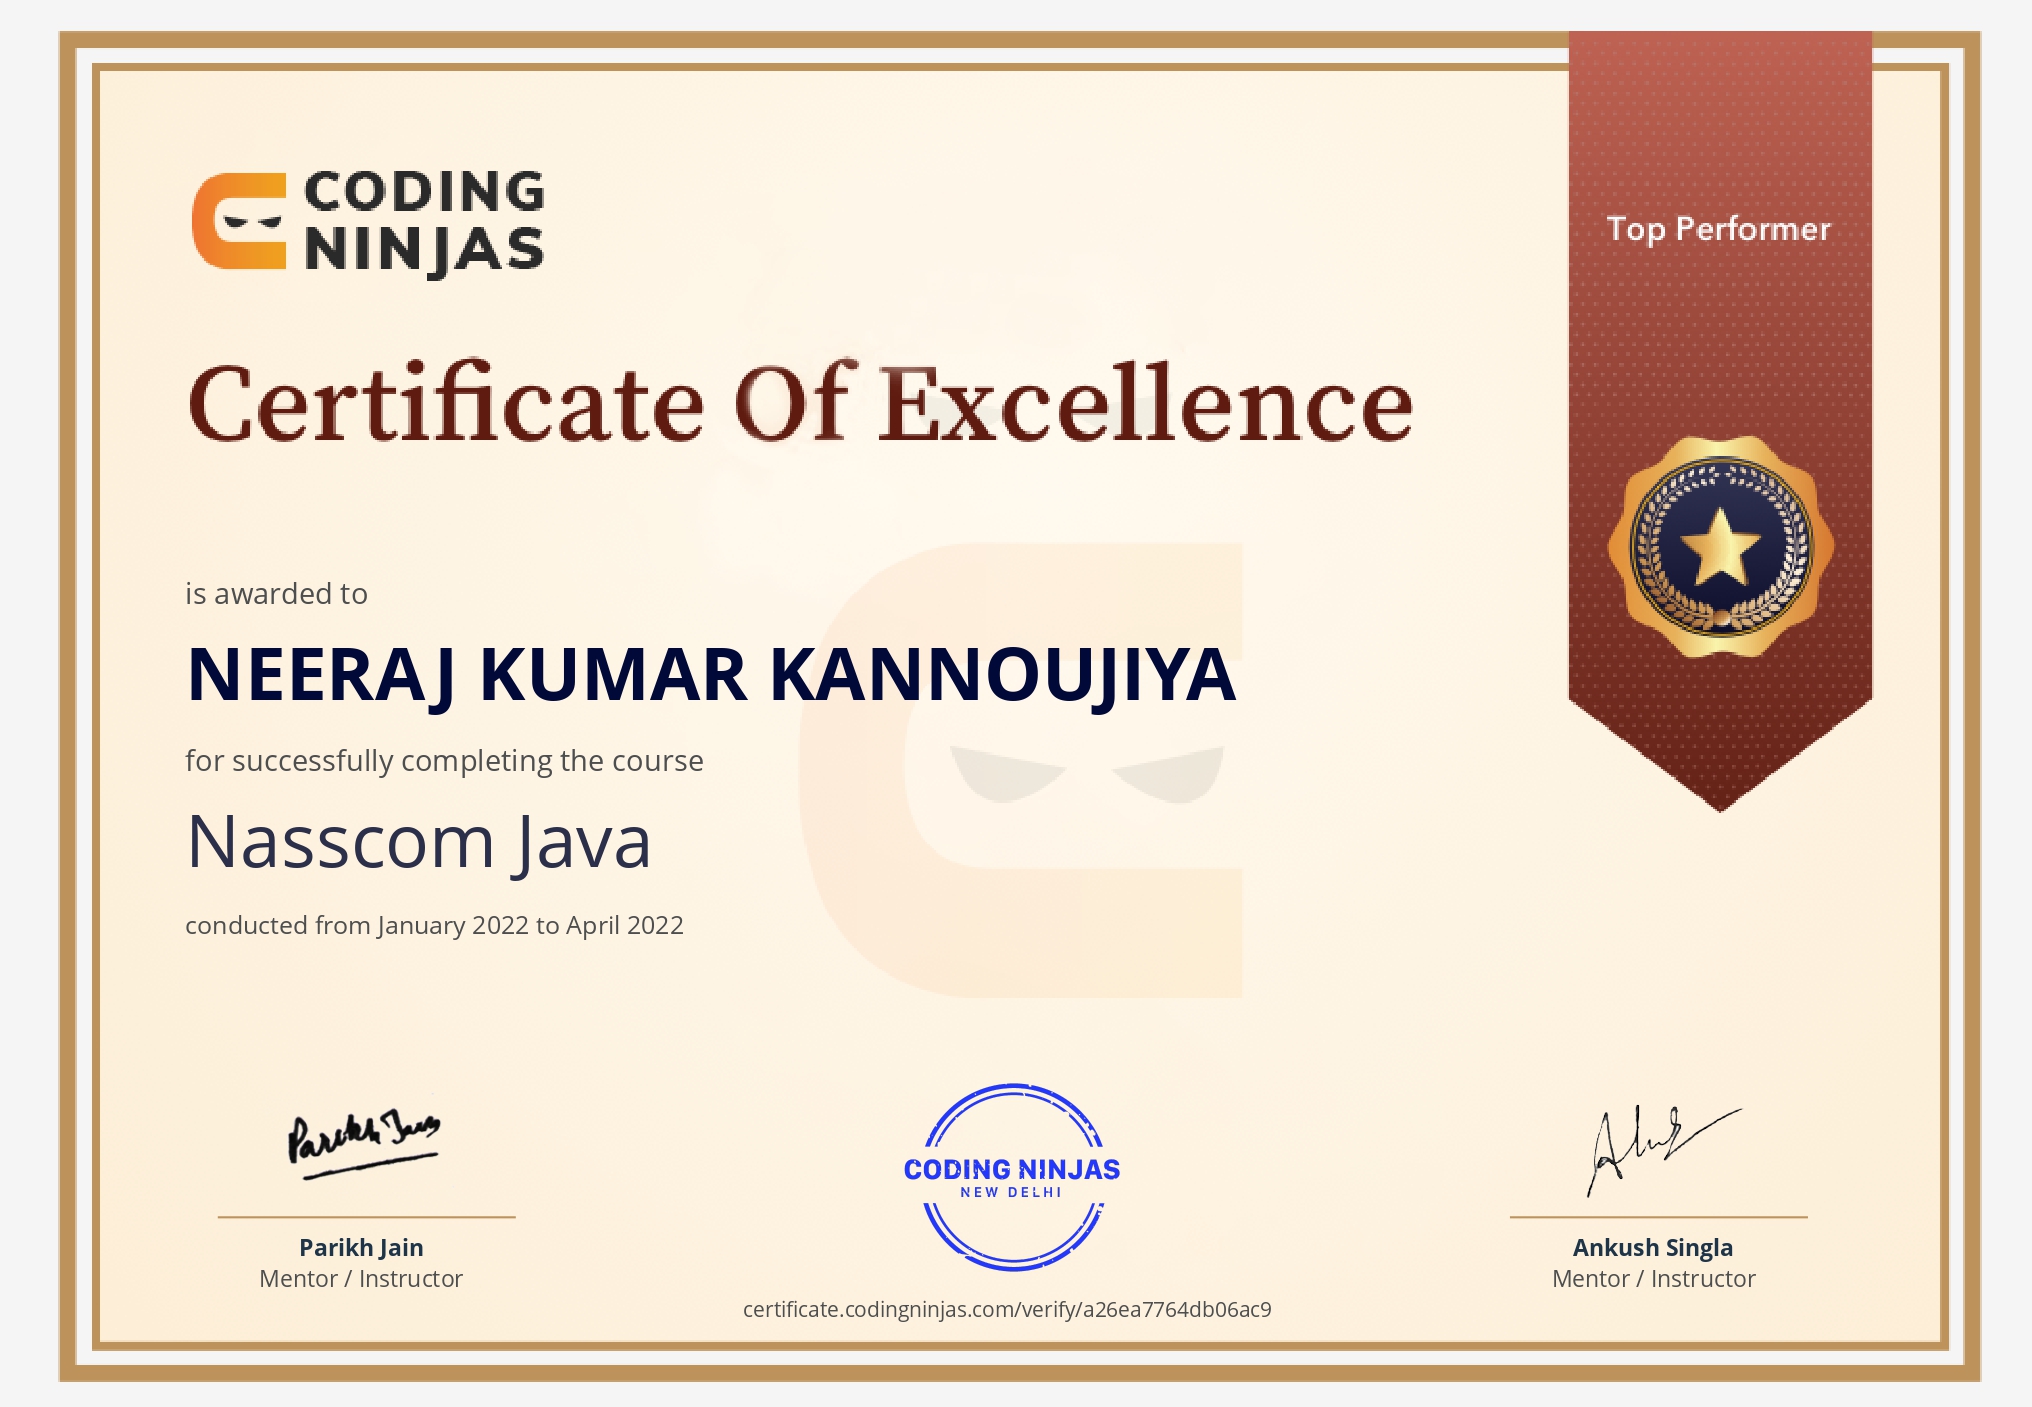 CODING
NINJAS
Top Performer
Certificate Of Excellence
is awarded to
NEERAJ KUMAR KANNOUJIYA
for successfully completing the course
Nasscom Java
conducted from January 2022 to April 2022
Parikh Jain
CODING NINJAS
NEW DELHI
Parikh Jain
Mentor / Instructor
Ankush Singla
Mentor / Instructor
certificate.codingninjas.com/verify/a26ea7764db06ac9